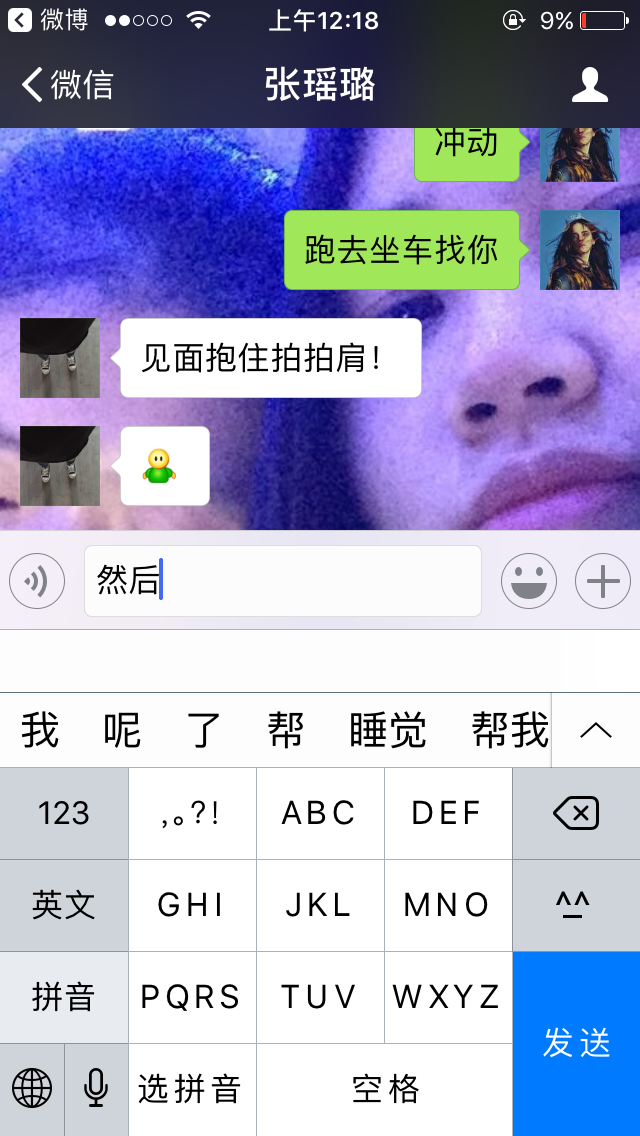 微博 上午12:18 9%
微信 张瑶璐
冲动
跑去坐车找你
见面抱住拍拍肩！
然后
我 呢 了 帮 睡觉 帮我
123 ,。?! ABC DEF
英文 GHI JKL MNO ^^
拼音 PQRS TUV WXYZ
发送
选拼音 空格